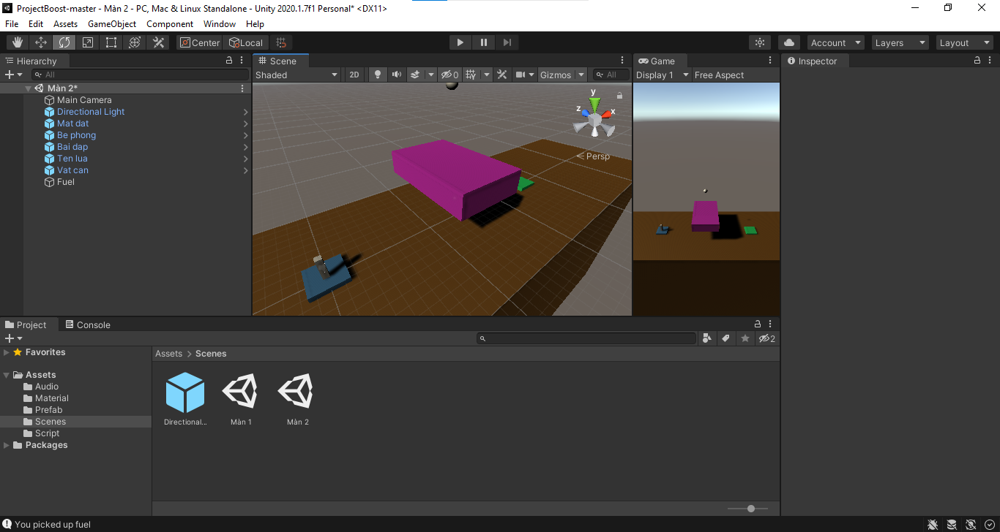 ProjectBoost-master - Màn 2 - PC, Mac & Linux Standalone - Unity 2020.1.7f1 Personal* <DX11>
File Edit Assets GameObject Component Window Help
Center Local Account Layers Layout
Hierarchy
All
Màn 2*
Main Camera
Directional Light
Mat dat
Be phong
Bai dap
Ten lua
Vat can
Fuel
Scene
Shaded 2D 0 Gizmos All
y
z x
Persp
Game
Display 1 Free Aspect
Inspector
Project Console
2
Favorites
Assets
Audio
Material
Prefab
Scenes
Script
Packages
Assets > Scenes
Directional... Màn 1 Màn 2
You picked up fuel